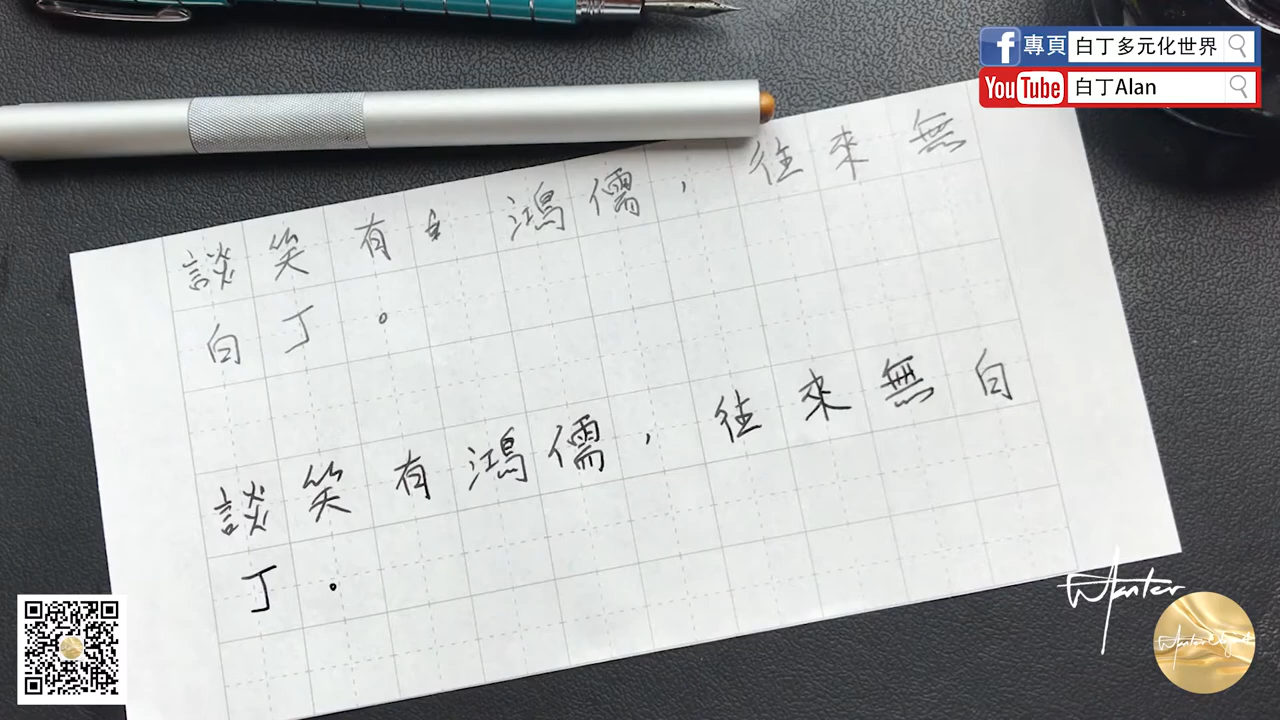 專頁 白丁多元化世界
YouTube 白丁Alan
談笑有鴻儒，往來無
白丁。
談笑有鴻儒，往來無白
丁。